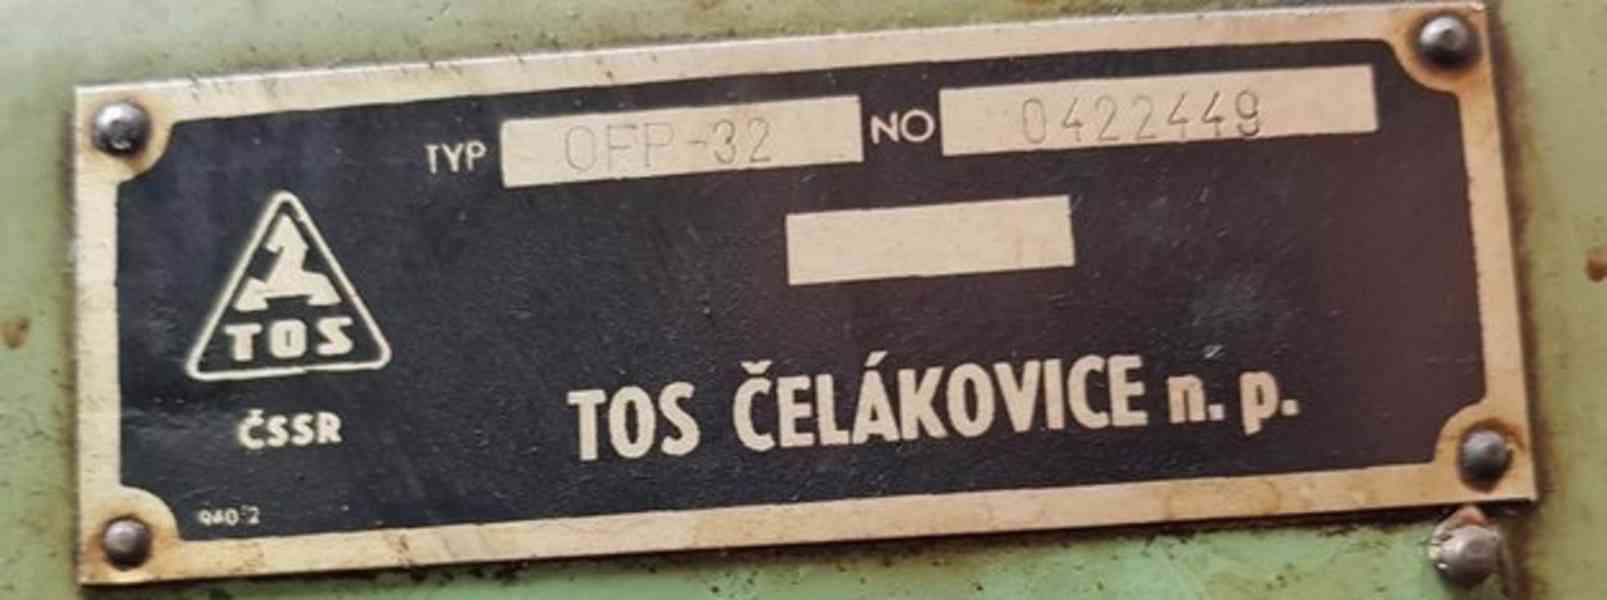 TYP OFP-32 NO 0422449
TOS
ČSSR
TOS ČELÁKOVICE n. p.